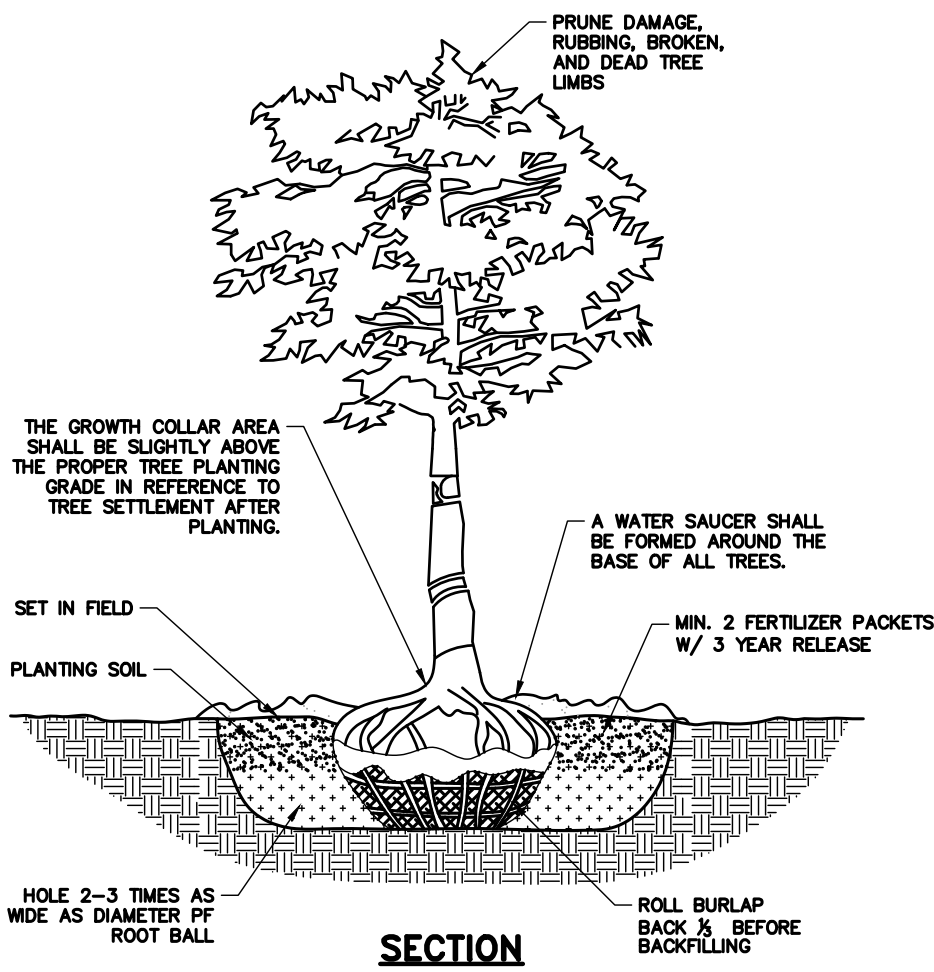 PRUNE DAMAGE,
RUBBING, BROKEN,
AND DEAD TREE
LIMBS
THE GROWTH COLLAR AREA
SHALL BE SLIGHTLY ABOVE
THE PROPER TREE PLANTING
GRADE IN REFERENCE TO
TREE SETTLEMENT AFTER
PLANTING.
A WATER SAUCER SHALL
BE FORMED AROUND THE
BASE OF ALL TREES.
SET IN FIELD
MIN. 2 FERTILIZER PACKETS
W/ 3 YEAR RELEASE
PLANTING SOIL
HOLE 2-3 TIMES AS
WIDE AS DIAMETER PF
ROOT BALL
ROLL BURLAP
BACK ⅓ BEFORE
BACKFILLING
SECTION